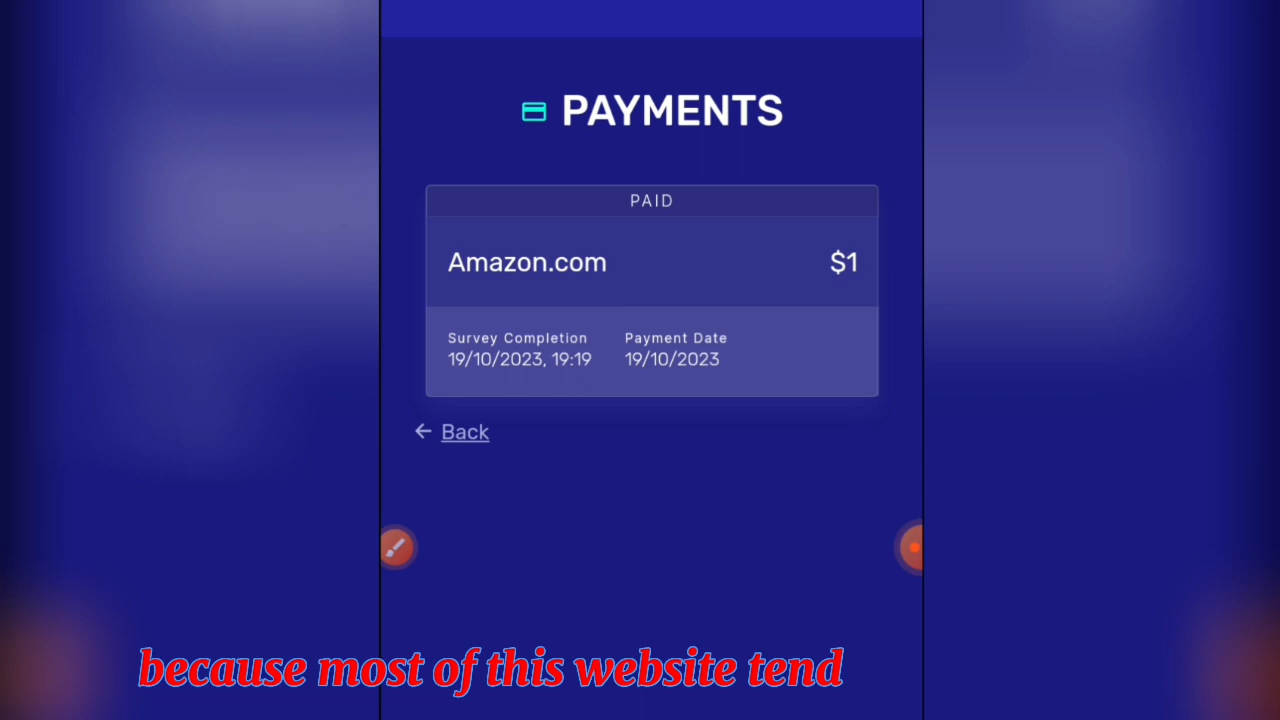 PAYMENTS
PAID
Amazon.com $1
Survey Completion Payment Date
19/10/2023, 19:19 19/10/2023
Back
because most of this website tend